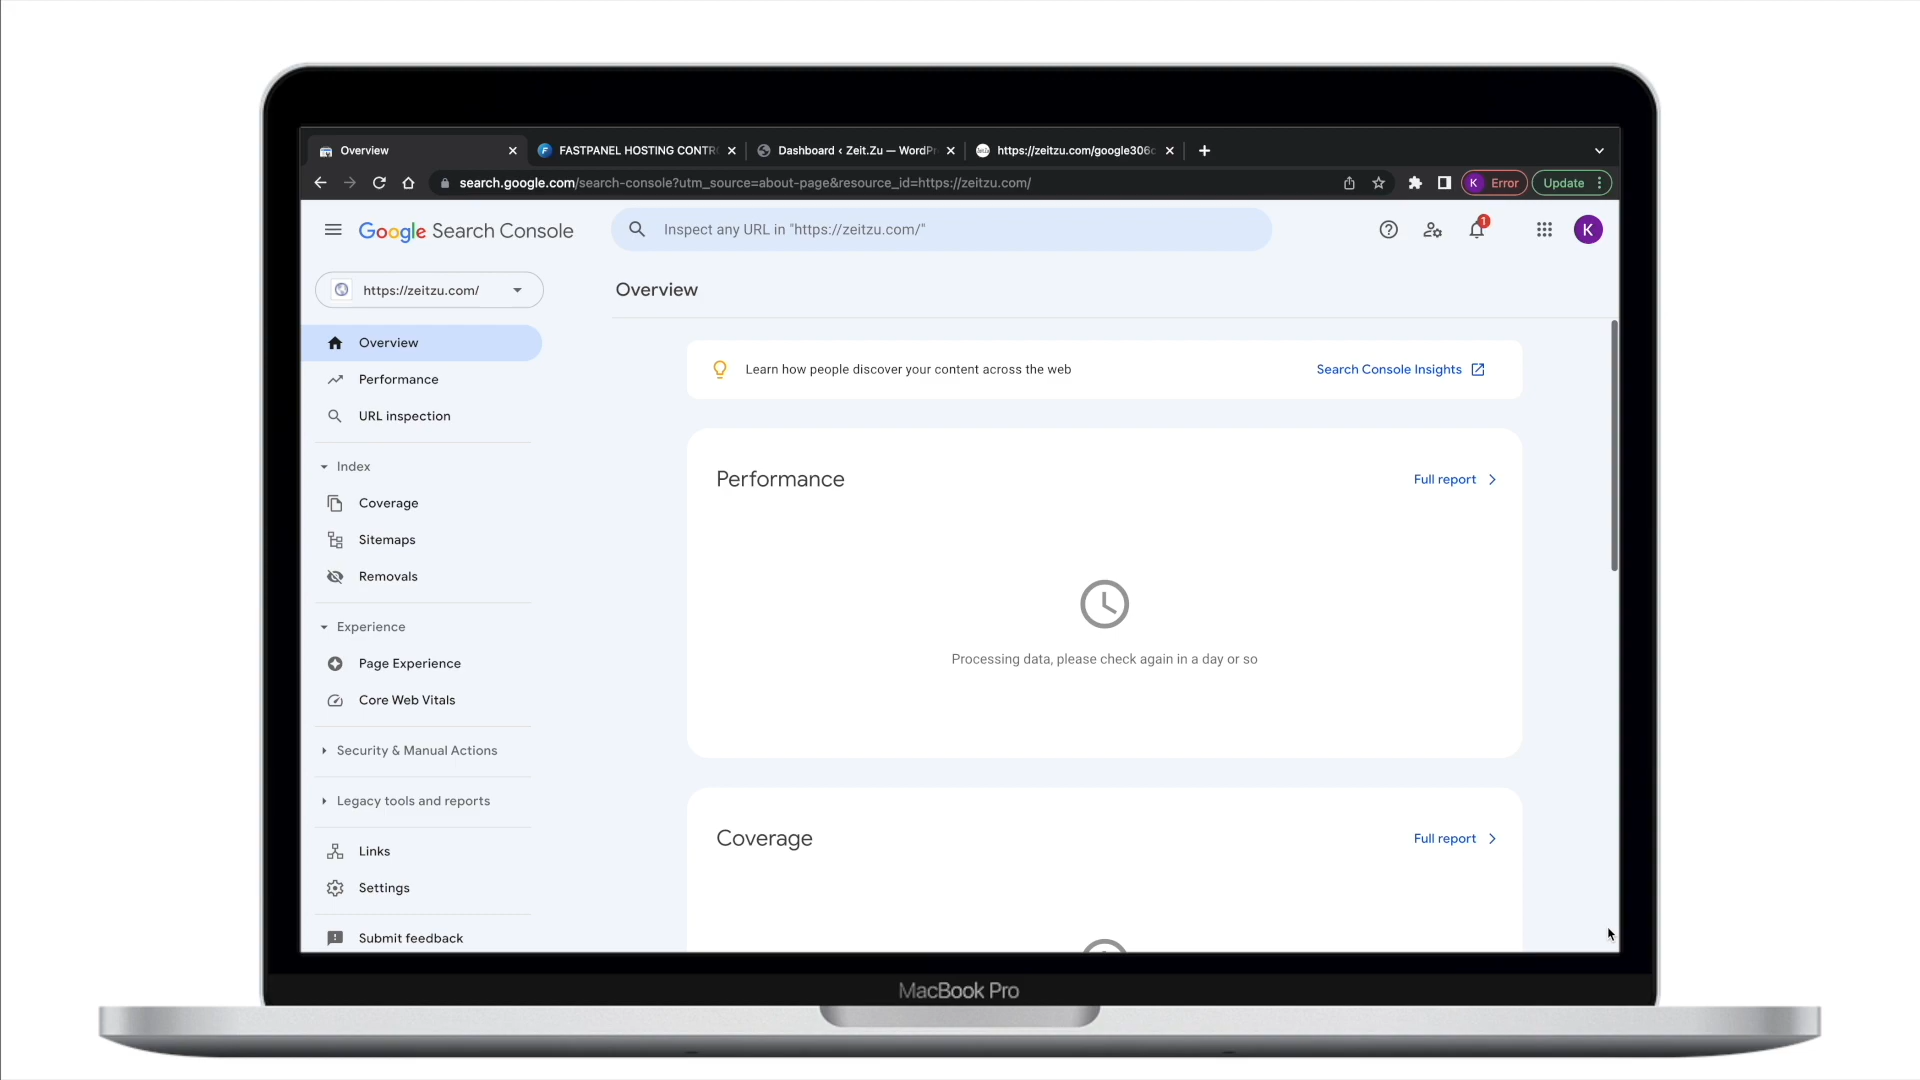 Overview
FASTPANEL HOSTING CONTR
Dashboard ‹ Zeit.Zu — WordPr
https://zeitzu.com/google306c
search.google.com/search-console?utm_source=about-page&resource_id=https://zeitzu.com/
K Error
Update
Google Search Console
Inspect any URL in "https://zeitzu.com/"
1
K
https://zeitzu.com/
Overview
Overview
Performance
URL inspection
Index
Coverage
Sitemaps
Removals
Experience
Page Experience
Core Web Vitals
Security & Manual Actions
Legacy tools and reports
Links
Settings
Submit feedback
Learn how people discover your content across the web
Search Console Insights
Performance
Full report
Processing data, please check again in a day or so
Coverage
Full report
MacBook Pro